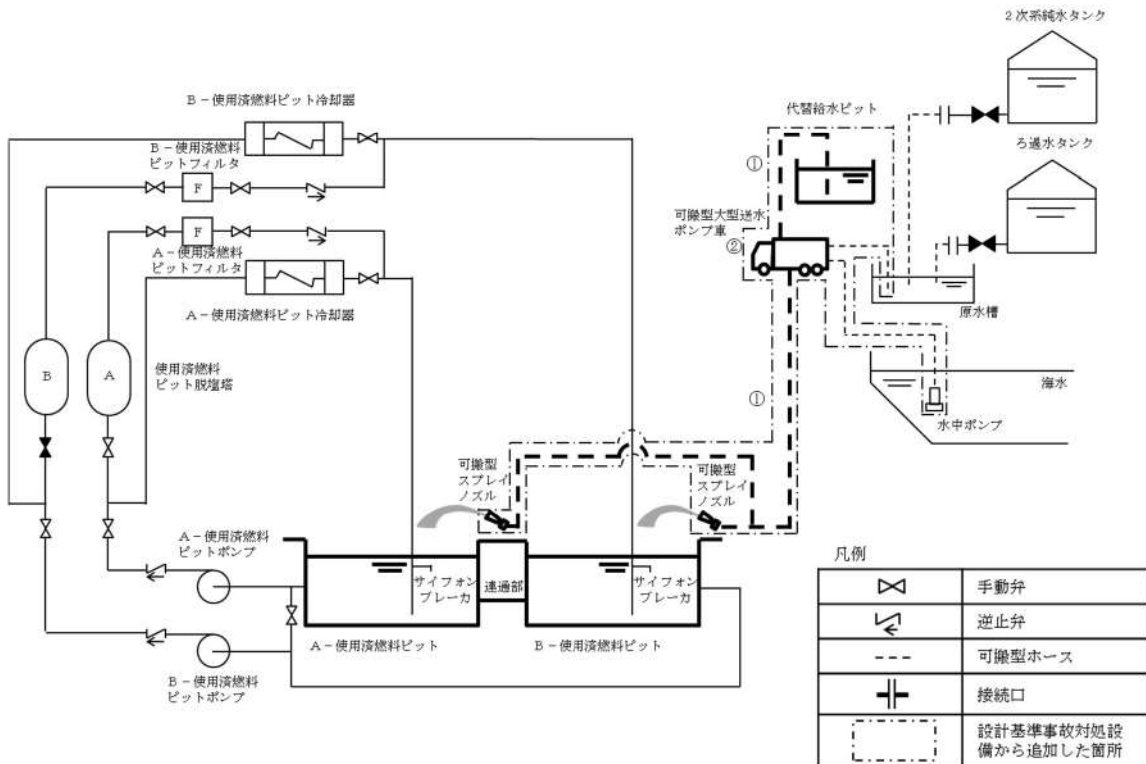 2次系純水タンク
B-使用済燃料ピット冷却器
代替給水ピット
B-使用済燃料
ピットフィルタ
F
①
ろ過水タンク
可搬型大型送水
ポンプ車
②
F
A-使用済燃料
ピットフィルタ
A-使用済燃料ピット冷却器
原水槽
B
A
使用済燃料
ピット脱塩塔
海水
①
水中ポンプ
可搬型
スプレイ
ノズル
可搬型
スプレイ
ノズル
A-使用済燃料
ピットポンプ
サイフォン
ブレーカ
連通部
サイフォン
ブレーカ
A-使用済燃料ピット
B-使用済燃料ピット
B-使用済燃料
ピットポンプ
凡例
手動弁
逆止弁
可搬型ホース
接続口
設計基準事故対処設
備から追加した箇所